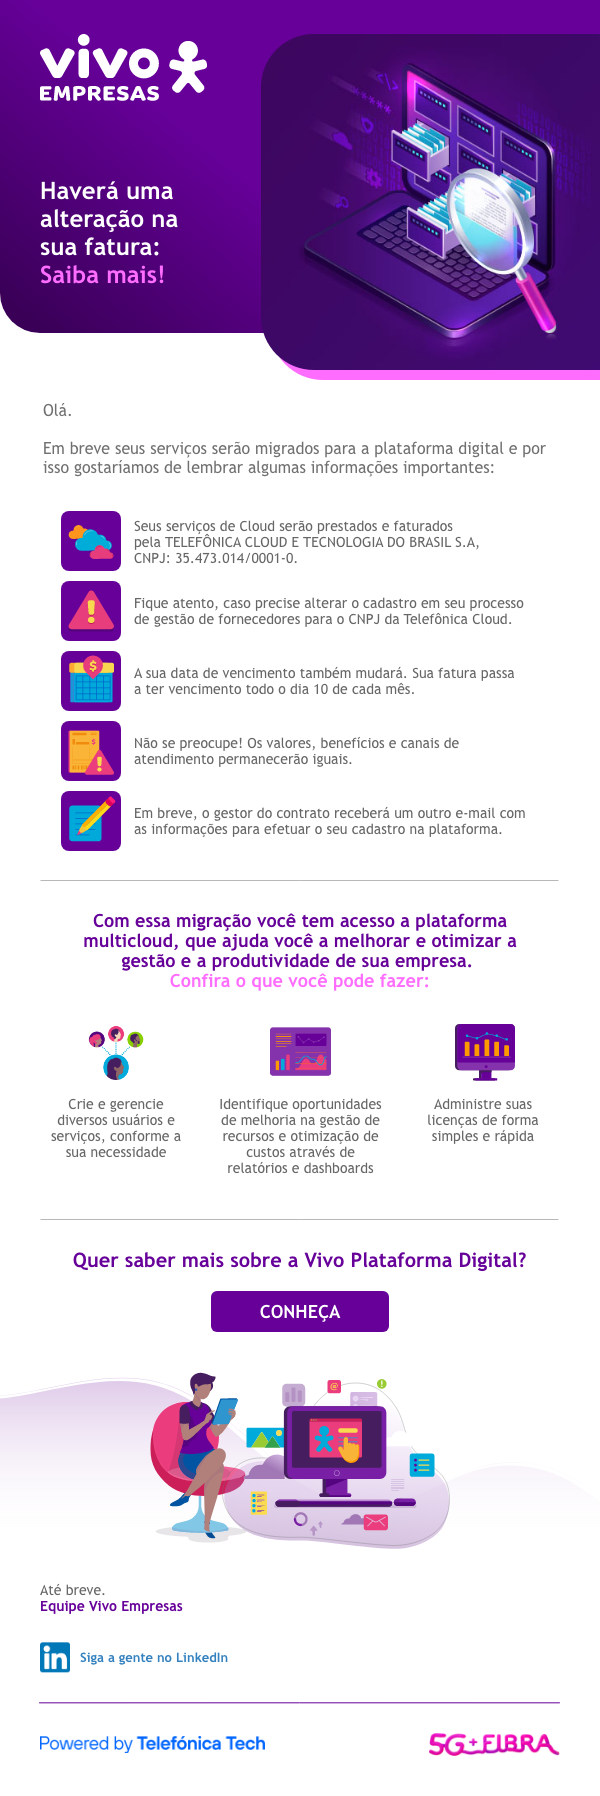 vivo
EMPRESAS
Haverá uma
alteração na
sua fatura:
Saiba mais!
Olá.
Em breve seus serviços serão migrados para a plataforma digital e por
isso gostaríamos de lembrar algumas informações importantes:
Seus serviços de Cloud serão prestados e faturados
pela TELEFÔNICA CLOUD E TECNOLOGIA DO BRASIL S.A,
CNPJ: 35.473.014/0001-0.
Fique atento, caso precise alterar o cadastro em seu processo
de gestão de fornecedores para o CNPJ da Telefônica Cloud.
A sua data de vencimento também mudará. Sua fatura passa
a ter vencimento todo o dia 10 de cada mês.
Não se preocupe! Os valores, benefícios e canais de
atendimento permanecerão iguais.
Em breve, o gestor do contrato receberá um outro e-mail com
as informações para efetuar o seu cadastro na plataforma.
Com essa migração você tem acesso a plataforma
multicloud, que ajuda você a melhorar e otimizar a
gestão e a produtividade de sua empresa.
Confira o que você pode fazer:
Crie e gerencie
diversos usuários e
serviços, conforme a
sua necessidade
Identifique oportunidades
de melhoria na gestão de
recursos e otimização de
custos através de
relatórios e dashboards
Administre suas
licenças de forma
simples e rápida
Quer saber mais sobre a Vivo Plataforma Digital?
CONHEÇA
Até breve.
Equipe Vivo Empresas
in Siga a gente no LinkedIn
Powered by Telefónica Tech
5G+FIBRA